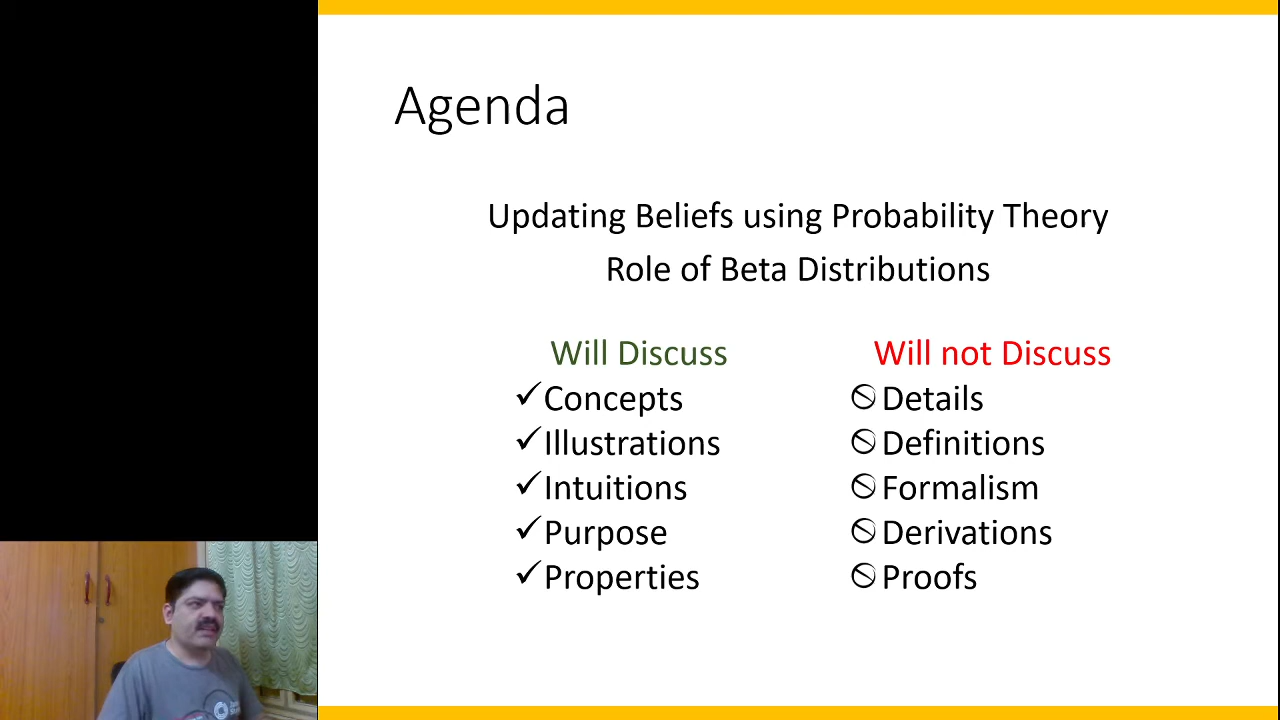 Agenda
Updating Beliefs using Probability Theory
Role of Beta Distributions
Will Discuss
✓Concepts
✓Illustrations
✓Intuitions
✓Purpose
✓Properties
Will not Discuss
Details
Definitions
Formalism
Derivations
Proofs